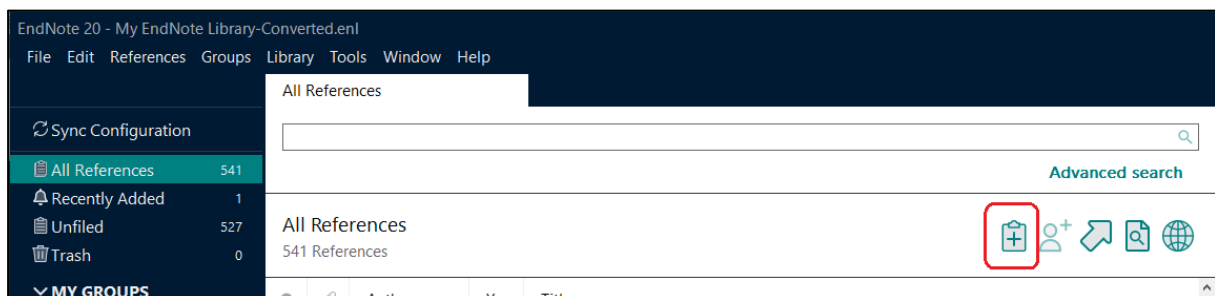 EndNote 20 - My EndNote Library-Converted.enl
File Edit References Groups Library Tools Window Help
All References
Sync Configuration
All References 541
Advanced search
Recently Added 1
Unfiled 527
All References
541 References
Trash 0
MY GROUPS